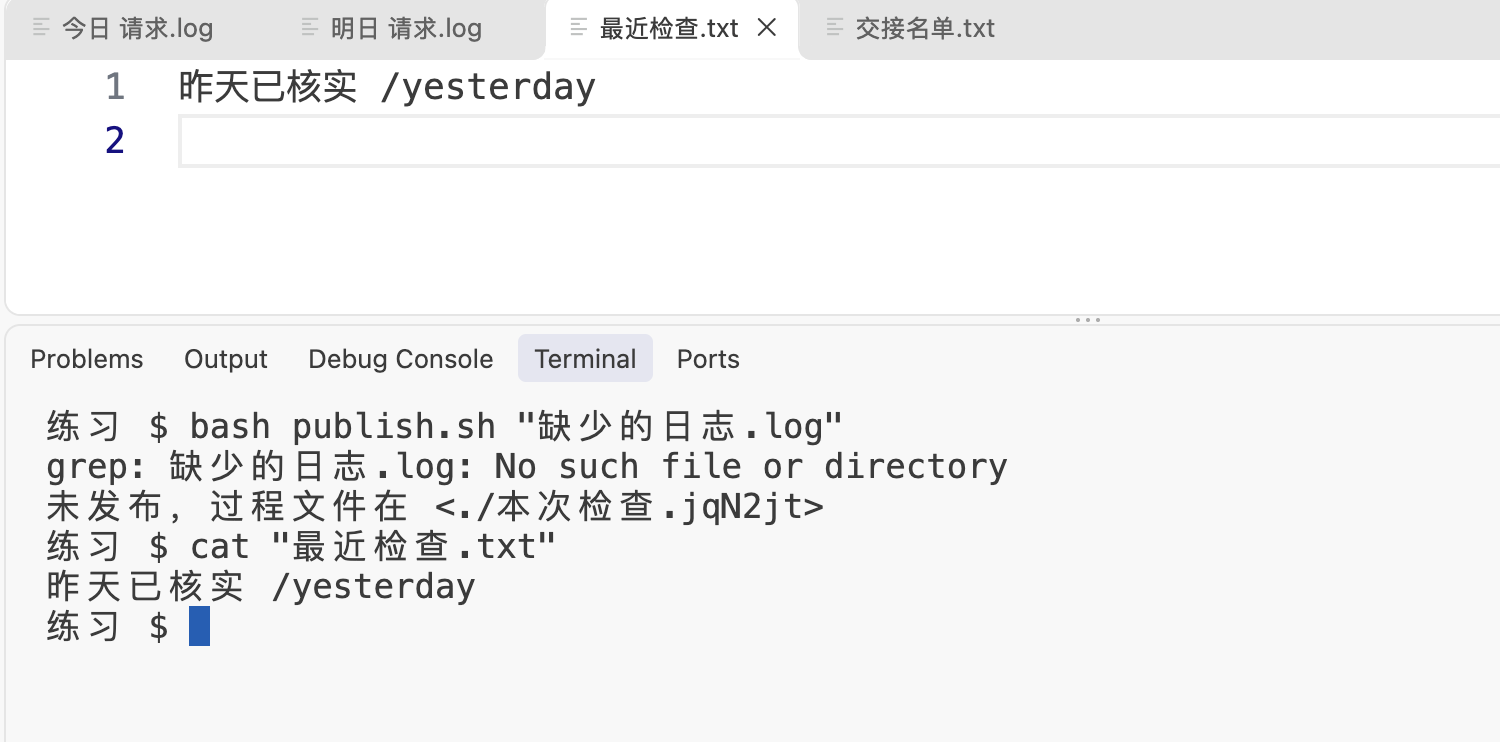 今日 请求.log
明日 请求.log
最近检查.txt
交接名单.txt
1 昨天已核实 /yesterday
2
Problems Output Debug Console Terminal Ports
练习 $ bash publish.sh "缺少的日志.log"
grep: 缺少的日志.log: No such file or directory
未发布，过程文件在 <./本次检查.jqN2jt>
练习 $ cat "最近检查.txt"
昨天已核实 /yesterday
练习 $